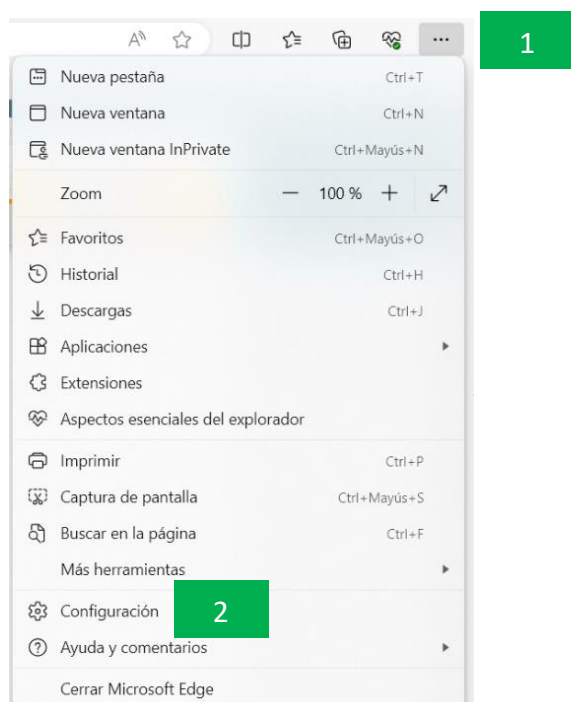 A
1
Nueva pestaña Ctrl+T
Nueva ventana Ctrl+N
Nueva ventana InPrivate Ctrl+Mayús+N
Zoom — 100 % +
Favoritos Ctrl+Mayús+O
Historial Ctrl+H
Descargas Ctrl+J
Aplicaciones
Extensiones
Aspectos esenciales del explorador
Imprimir Ctrl+P
Captura de pantalla Ctrl+Mayús+S
Buscar en la página Ctrl+F
Más herramientas
Configuración 2
Ayuda y comentarios
Cerrar Microsoft Edge